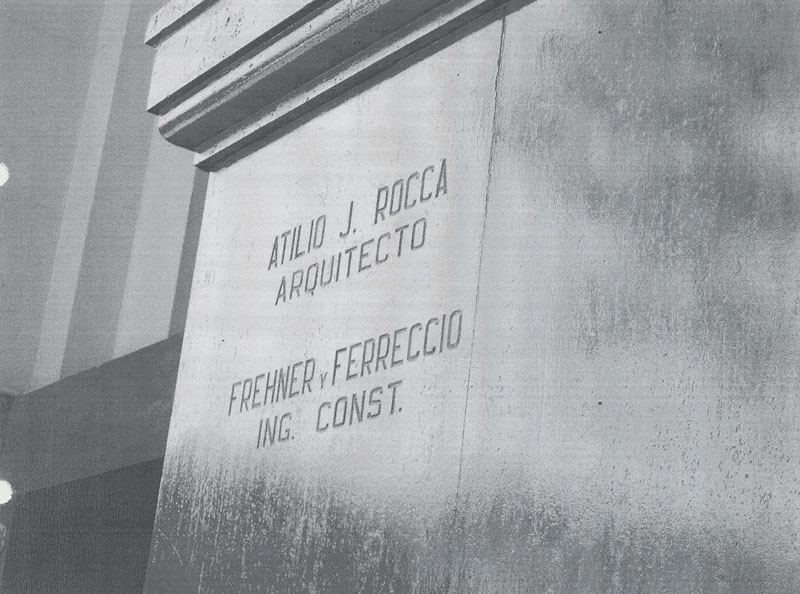 ATILIO J. ROCCA
ARQUITECTO
FREHNER Y FERRECCIO
ING. CONST.